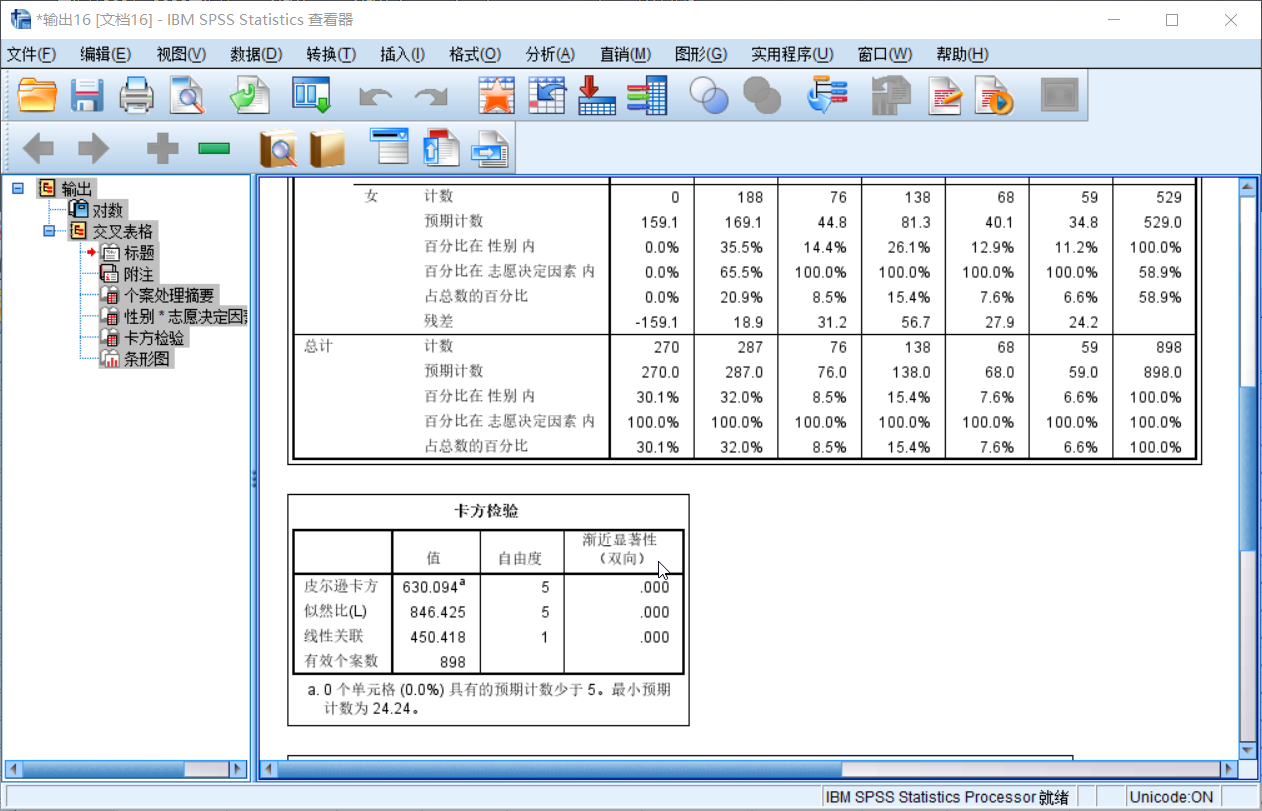 *输出16 [文档16] - IBM SPSS Statistics 查看器
文件(F) 编辑(E) 视图(V) 数据(D) 转换(T) 插入(I) 格式(O) 分析(A) 直销(M) 图形(G) 实用程序(U) 窗口(W) 帮助(H)
输出
对数
交叉表格
标题
附注
个案处理摘要
性别 * 志愿决定因
卡方检验
条形图
女 计数 0 188 76 138 68 59 529
预期计数 159.1 169.1 44.8 81.3 40.1 34.8 529.0
百分比在 性别 内 0.0% 35.5% 14.4% 26.1% 12.9% 11.2% 100.0%
百分比在 志愿决定因素 内 0.0% 65.5% 100.0% 100.0% 100.0% 100.0% 58.9%
占总数的百分比 0.0% 20.9% 8.5% 15.4% 7.6% 6.6% 58.9%
残差 -159.1 18.9 31.2 56.7 27.9 24.2
总计 计数 270 287 76 138 68 59 898
预期计数 270.0 287.0 76.0 138.0 68.0 59.0 898.0
百分比在 性别 内 30.1% 32.0% 8.5% 15.4% 7.6% 6.6% 100.0%
百分比在 志愿决定因素 内 100.0% 100.0% 100.0% 100.0% 100.0% 100.0% 100.0%
占总数的百分比 30.1% 32.0% 8.5% 15.4% 7.6% 6.6% 100.0%
卡方检验
值 自由度 渐近显著性
（双向）
皮尔逊卡方 630.094a 5 .000
似然比(L) 846.425 5 .000
线性关联 450.418 1 .000
有效个案数 898
a. 0 个单元格 (0.0%) 具有的预期计数少于 5。最小预期
计数为 24.24。
IBM SPSS Statistics Processor 就绪 Unicode:ON